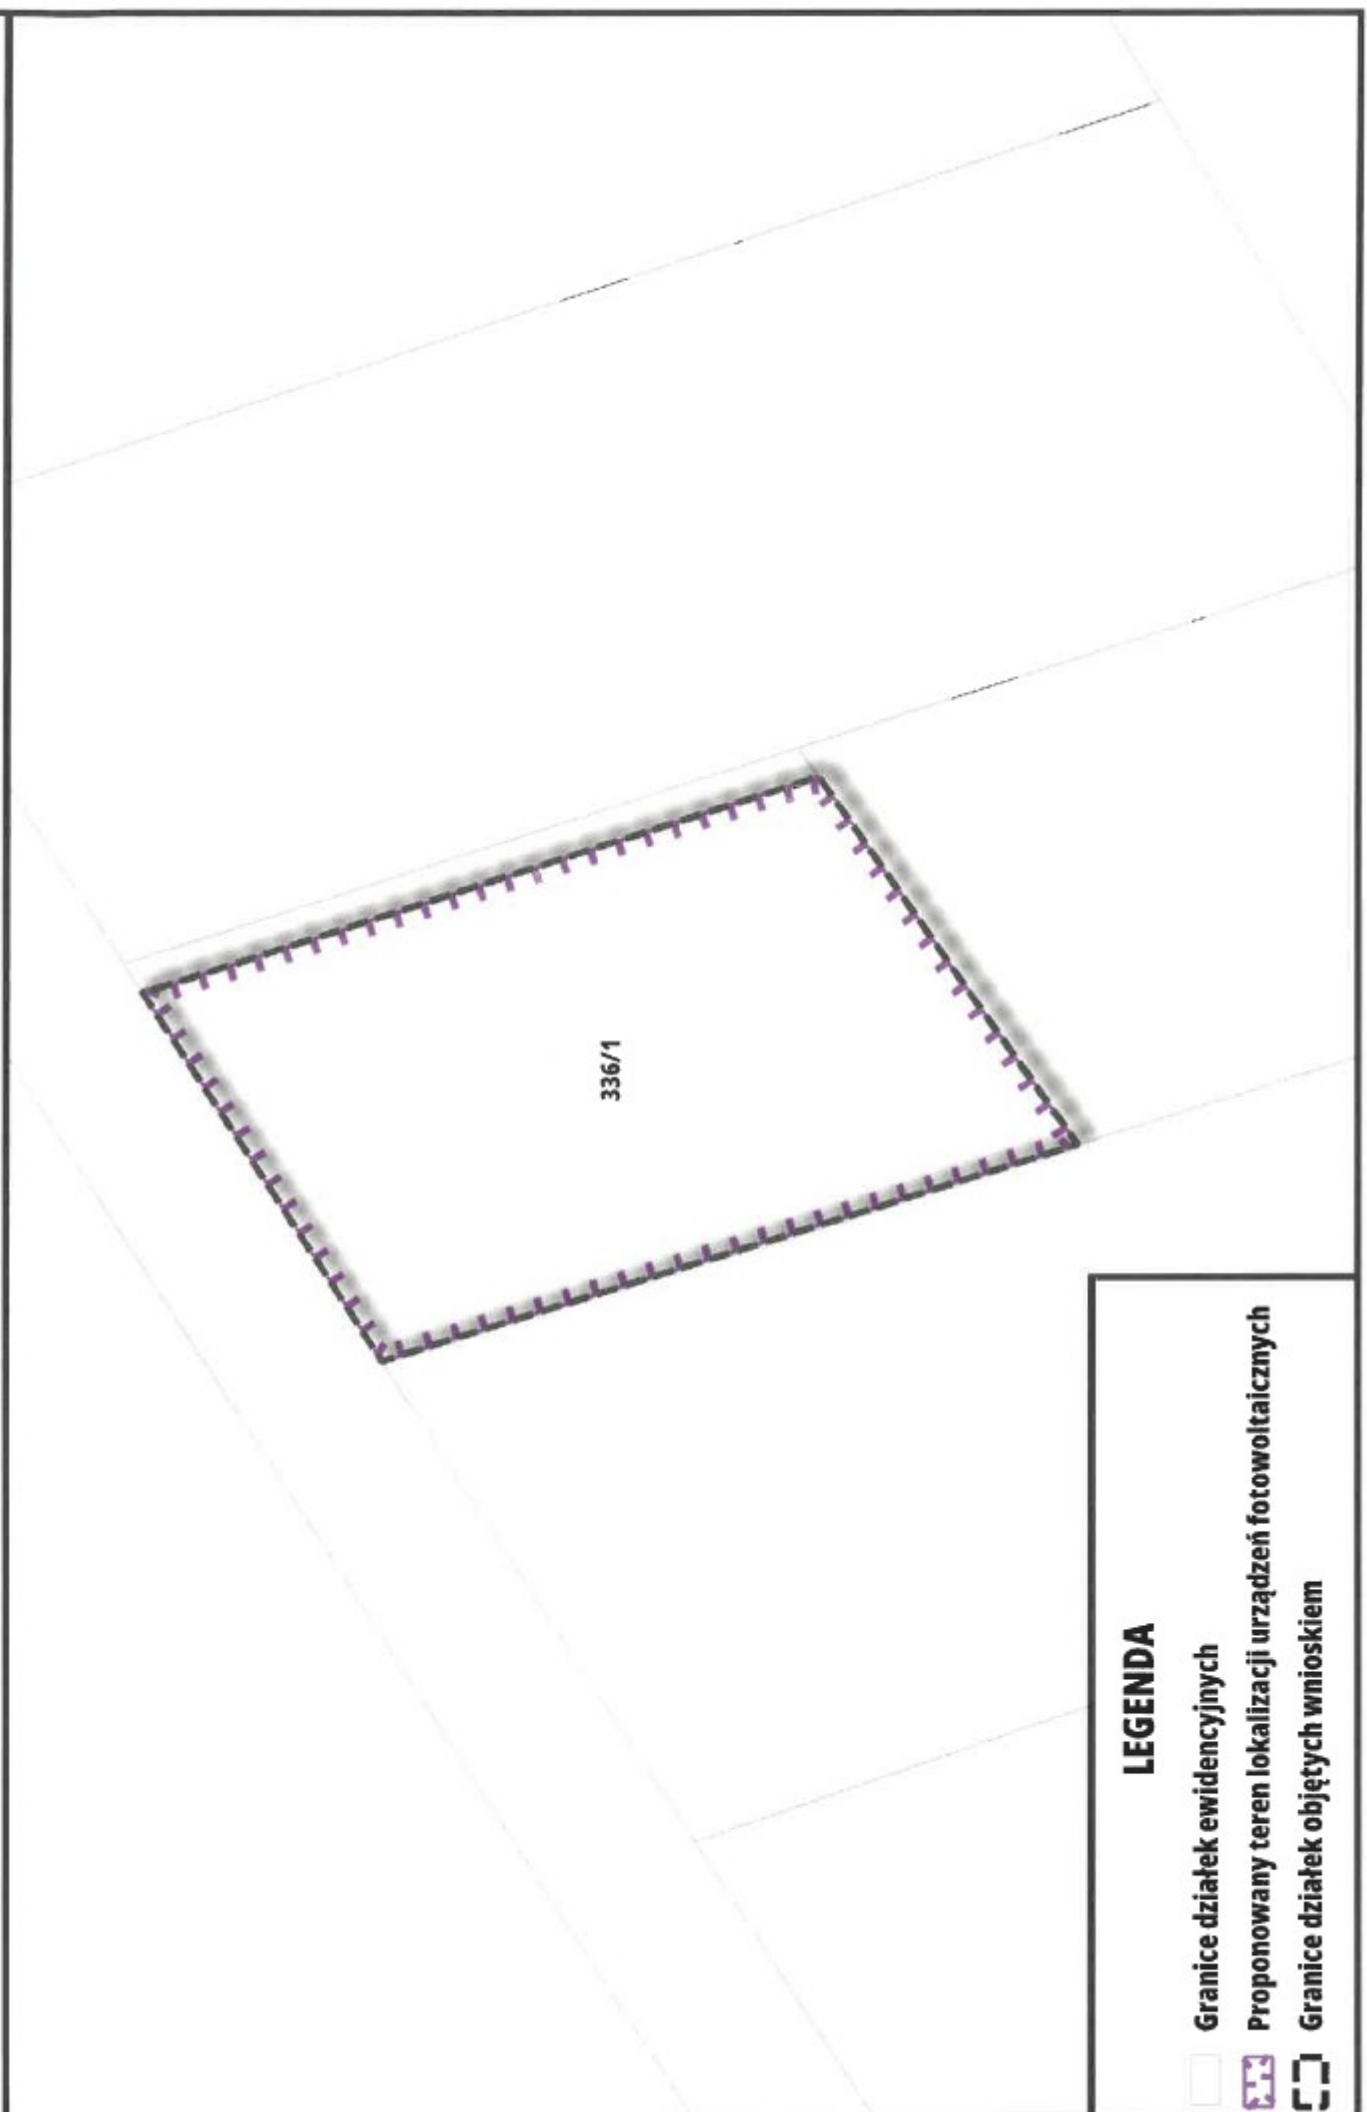 336/1
LEGENDA
Granice działek ewidencyjnych
Proponowany teren lokalizacji urządzeń fotowoltaicznych
Granice działek objętych wnioskiem